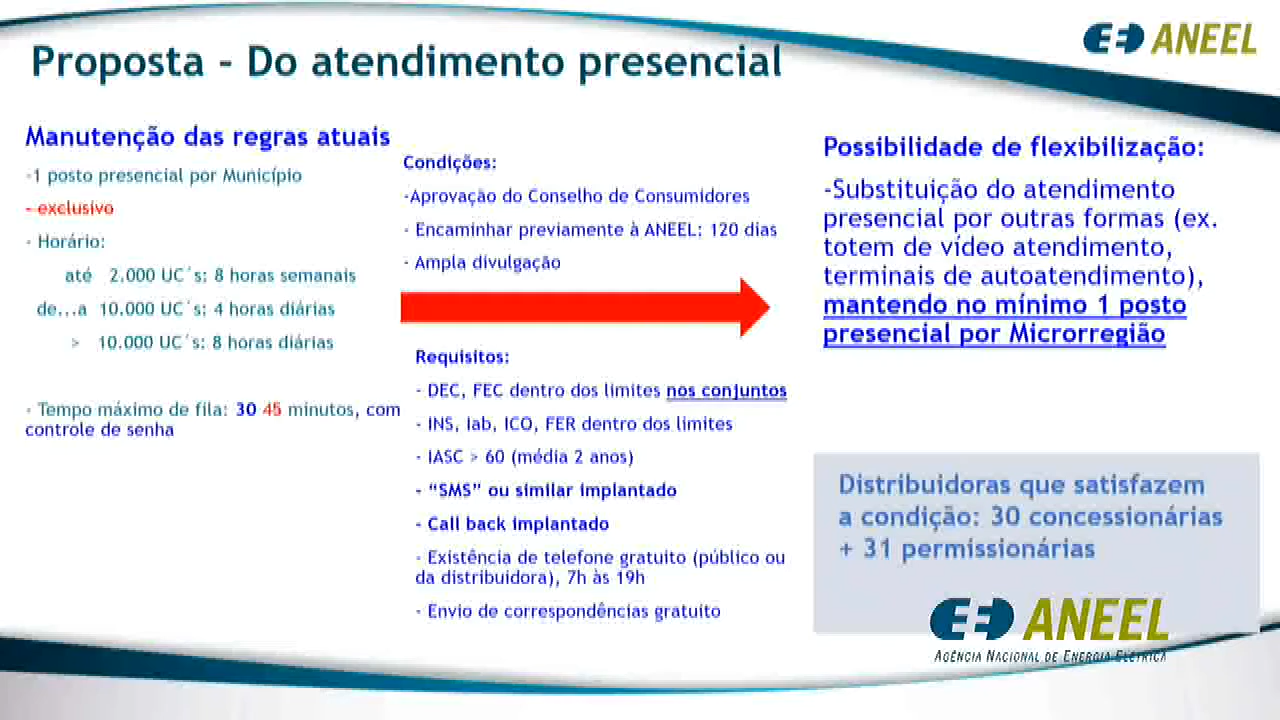 Proposta - Do atendimento presencial
ANEEL
Manutenção das regras atuais
-1 posto presencial por Município
- exclusivo
- Horário:
até 2.000 UC´s: 8 horas semanais
de...a 10.000 UC´s: 4 horas diárias
> 10.000 UC´s: 8 horas diárias
- Tempo máximo de fila: 30 45 minutos, com
controle de senha
Condições:
-Aprovação do Conselho de Consumidores
- Encaminhar previamente à ANEEL: 120 dias
- Ampla divulgação
Requisitos:
- DEC, FEC dentro dos limites nos conjuntos
- INS, Iab, ICO, FER dentro dos limites
- IASC > 60 (média 2 anos)
- “SMS” ou similar implantado
- Call back implantado
- Existência de telefone gratuito (público ou
da distribuidora), 7h às 19h
- Envio de correspondências gratuito
Possibilidade de flexibilização:
-Substituição do atendimento
presencial por outras formas (ex.
totem de vídeo atendimento,
terminais de autoatendimento),
mantendo no mínimo 1 posto
presencial por Microrregião
Distribuidoras que satisfazem
a condição: 30 concessionárias
+ 31 permissionárias
ANEEL
AGÊNCIA NACIONAL DE ENERGIA ELÉTRICA